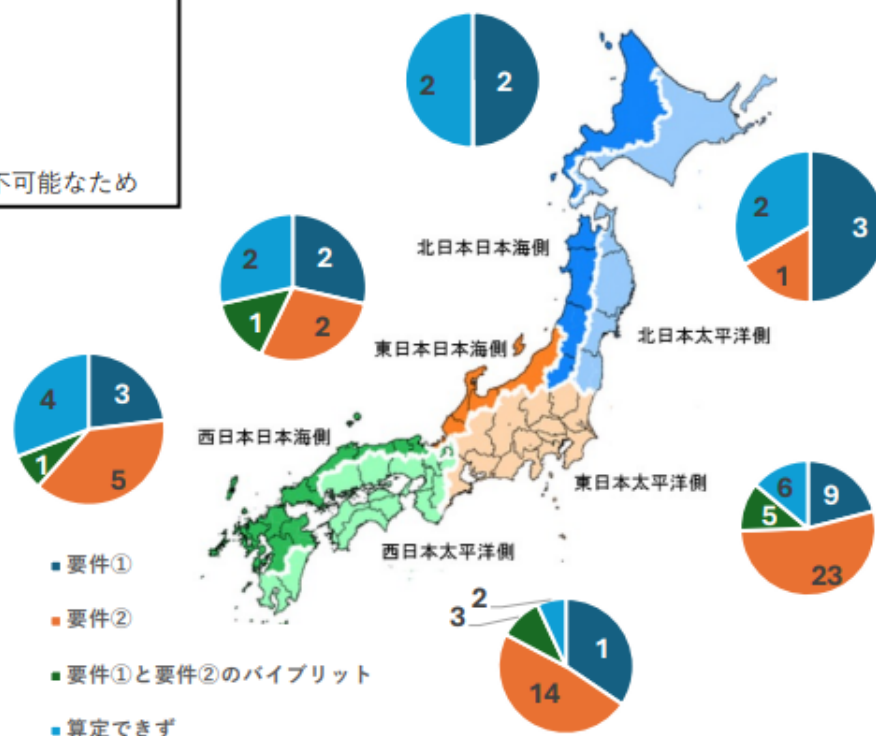 不可能なため
2
2
2
3
1
北日本日本海側
2
2
1
2
東日本日本海側
北日本太平洋側
4
3
1
5
西日本日本海側
東日本太平洋側
6
9
5
23
西日本太平洋側
要件①
要件②
要件①と要件②のバイブリット
算定できず
2
3
1
14